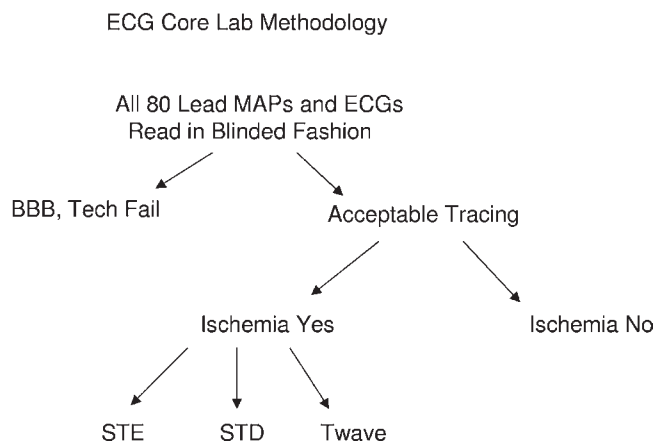 ECG Core Lab Methodology
All 80 Lead MAPs and ECGs
Read in Blinded Fashion
BBB, Tech Fail
Acceptable Tracing
Ischemia Yes
Ischemia No
STE
STD
Twave